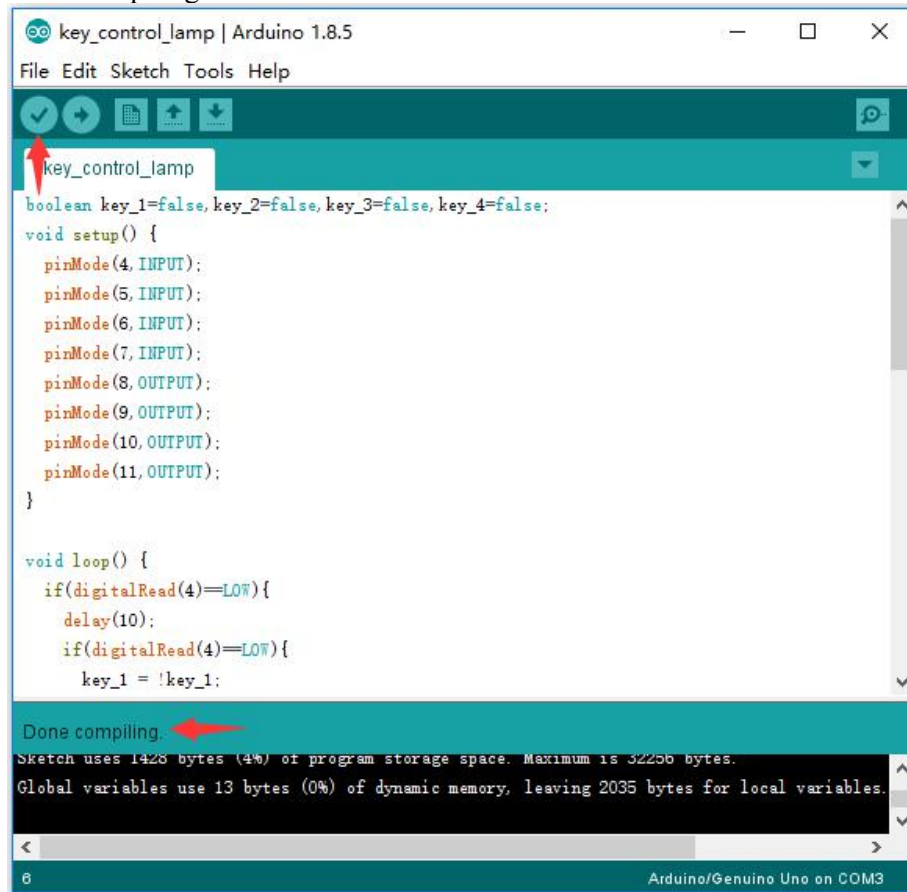 key_control_lamp | Arduino 1.8.5
File Edit Sketch Tools Help
key_control_lamp
boolean key_1=false, key_2=false, key_3=false, key_4=false;
void setup() {
  pinMode(4, INPUT);
  pinMode(5, INPUT);
  pinMode(6, INPUT);
  pinMode(7, INPUT);
  pinMode(8, OUTPUT);
  pinMode(9, OUTPUT);
  pinMode(10, OUTPUT);
  pinMode(11, OUTPUT);
}
void loop() {
  if(digitalRead(4)==LOW){
    delay(10);
    if(digitalRead(4)==LOW){
      key_1 = !key_1;
Done compiling.
Sketch uses 1428 bytes (4%) of program storage space. Maximum is 32256 bytes.
Global variables use 13 bytes (0%) of dynamic memory, leaving 2035 bytes for local variables.
6
Arduino/Genuino Uno on COM3